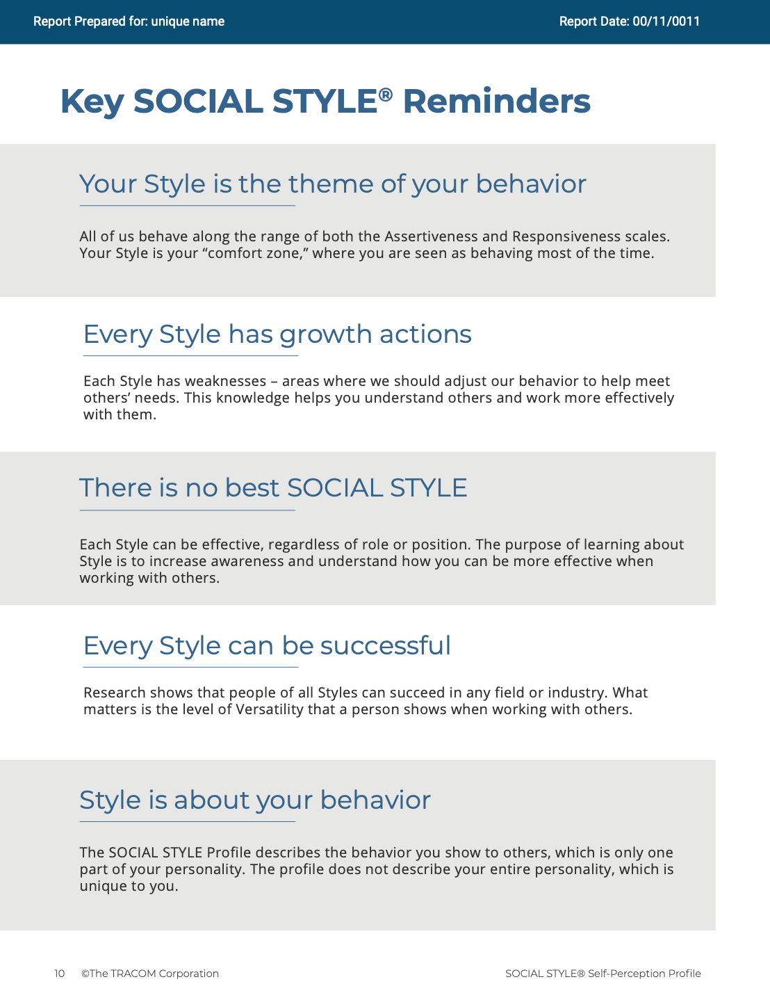 Report Prepared for: unique name
Report Date: 00/11/0011
Key SOCIAL STYLE® Reminders
Your Style is the theme of your behavior
All of us behave along the range of both the Assertiveness and Responsiveness scales.
Your Style is your “comfort zone,” where you are seen as behaving most of the time.
Every Style has growth actions
Each Style has weaknesses – areas where we should adjust our behavior to help meet
others’ needs. This knowledge helps you understand others and work more effectively
with them.
There is no best SOCIAL STYLE
Each Style can be effective, regardless of role or position. The purpose of learning about
Style is to increase awareness and understand how you can be more effective when
working with others.
Every Style can be successful
Research shows that people of all Styles can succeed in any field or industry. What
matters is the level of Versatility that a person shows when working with others.
Style is about your behavior
The SOCIAL STYLE Profile describes the behavior you show to others, which is only one
part of your personality. The profile does not describe your entire personality, which is
unique to you.
10 ©The TRACOM Corporation
SOCIAL STYLE® Self-Perception Profile